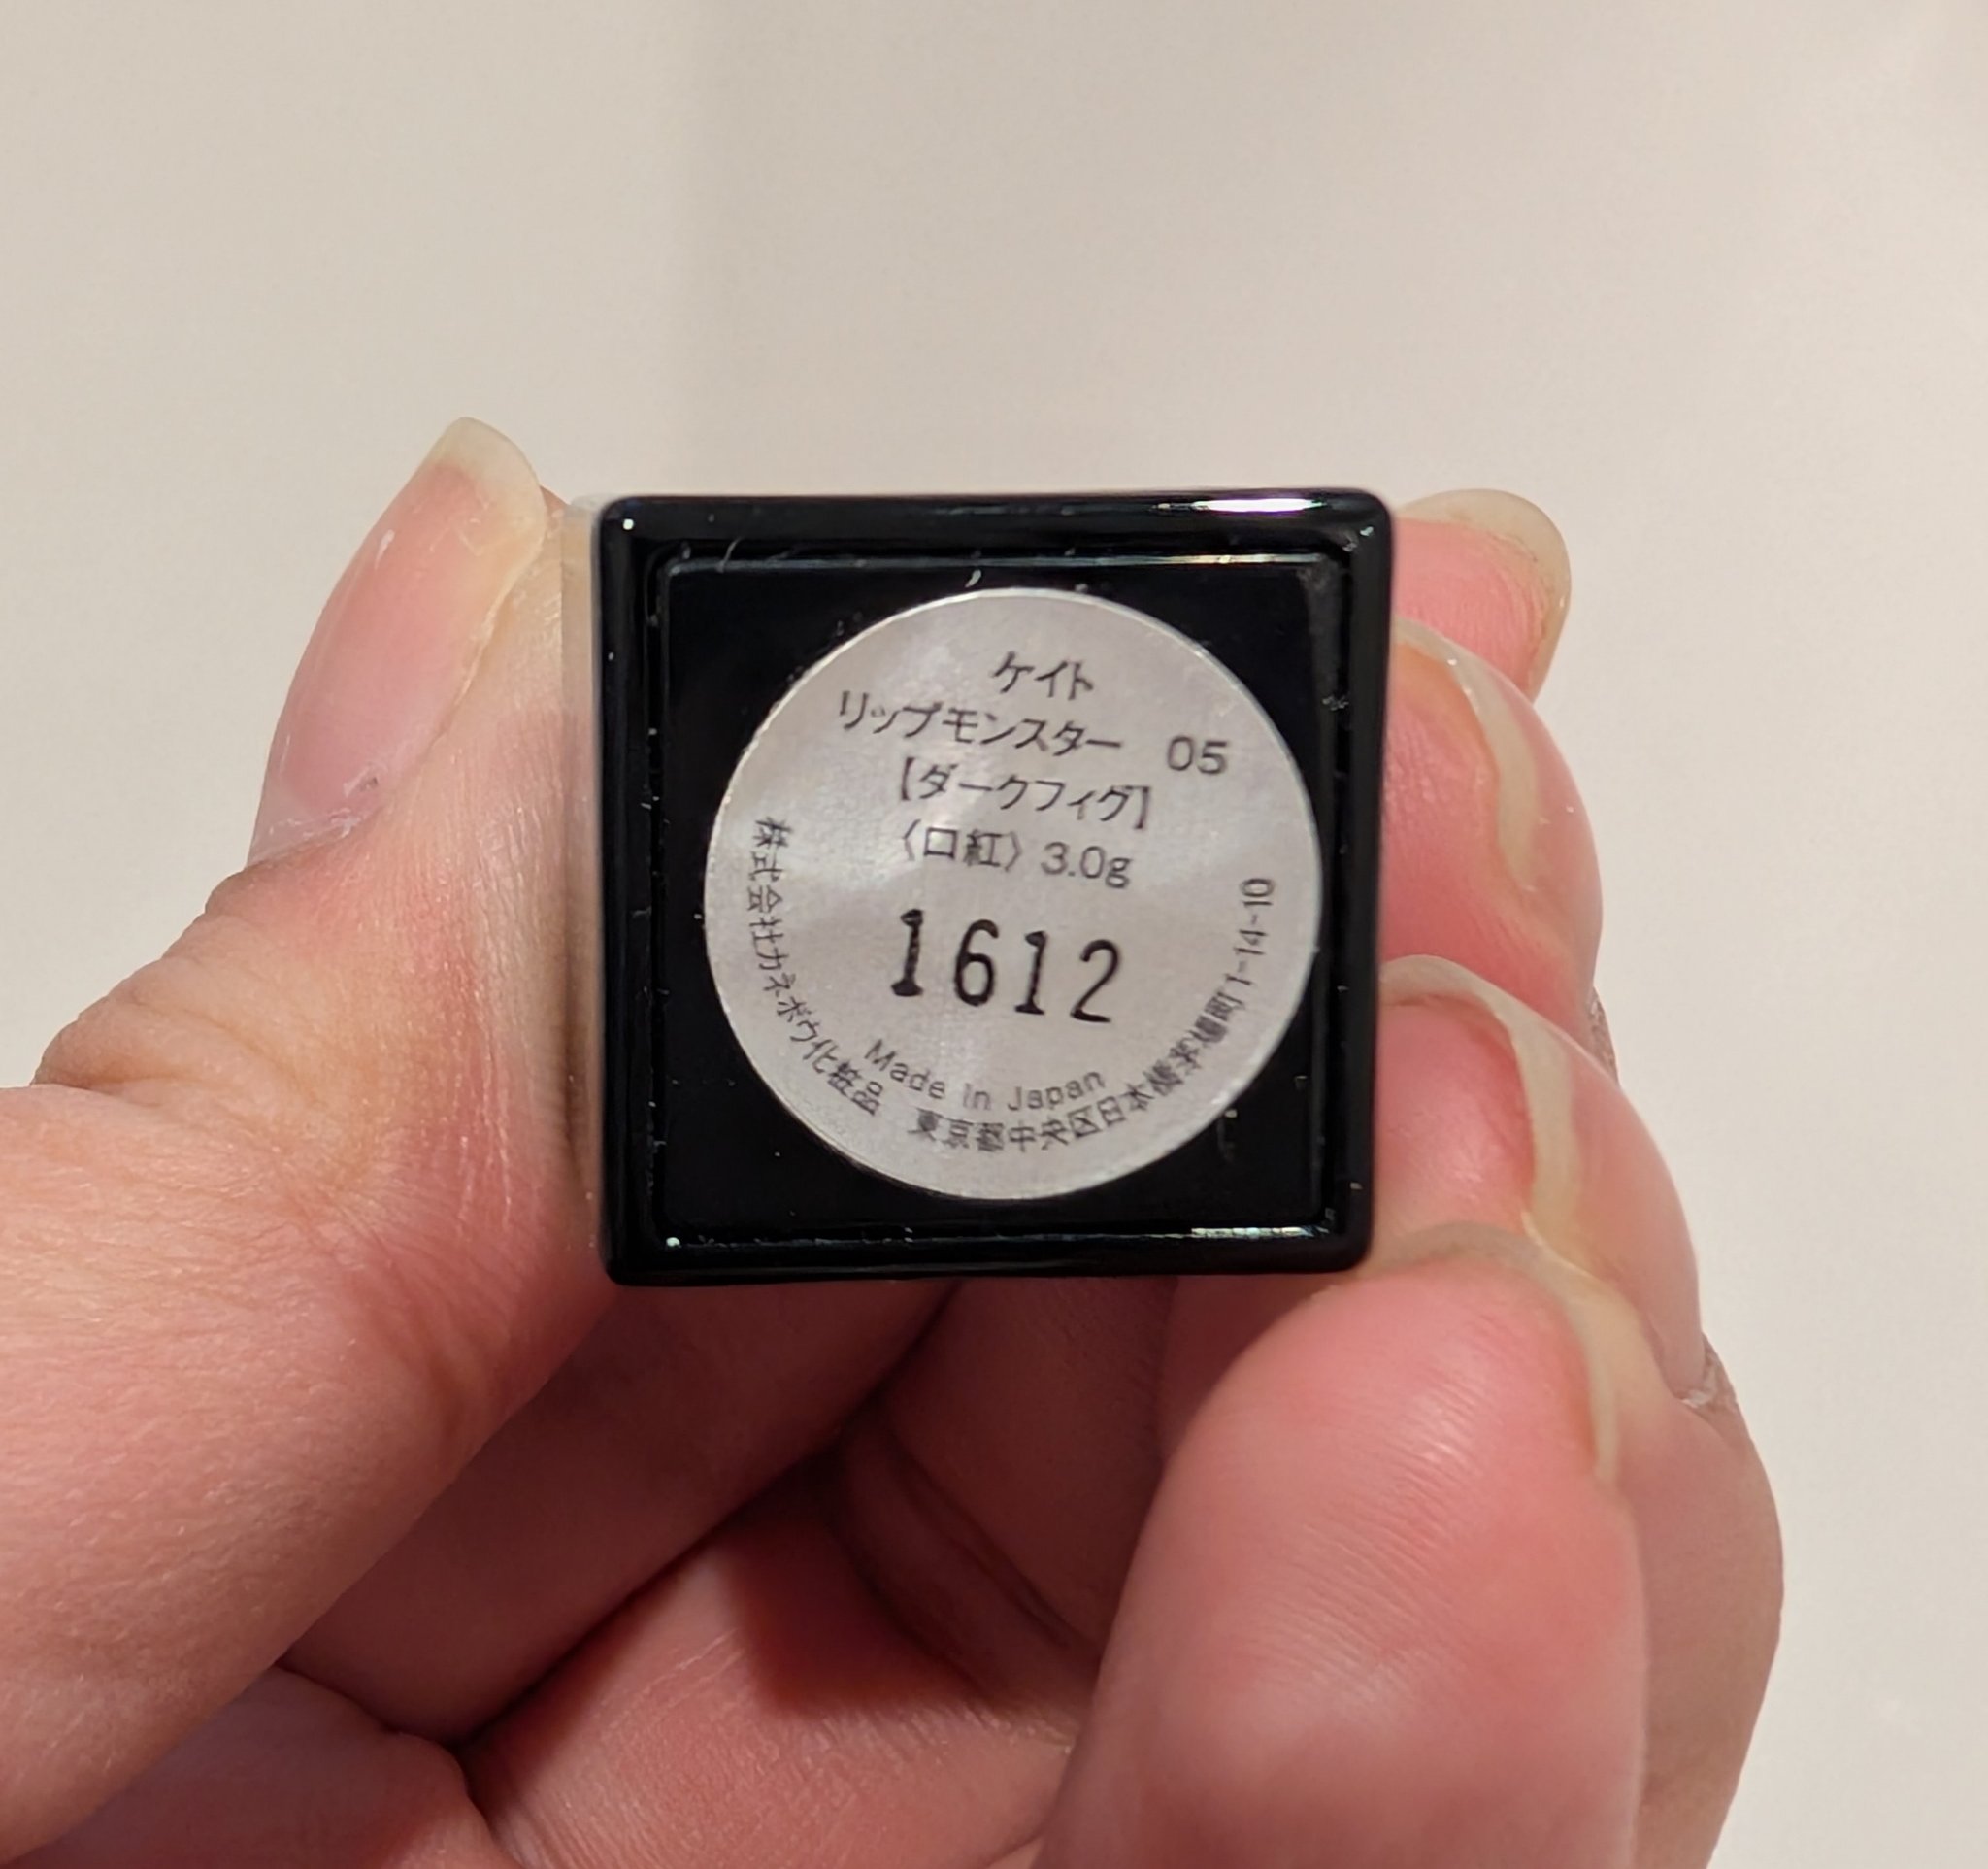 ケイト
リップモンスター 05
【ダークフィグ】
〈口紅〉3.0g
1612
Made in Japan
株式会社カネボウ化粧品 東京都中央区日本橋茅場町1-14-10